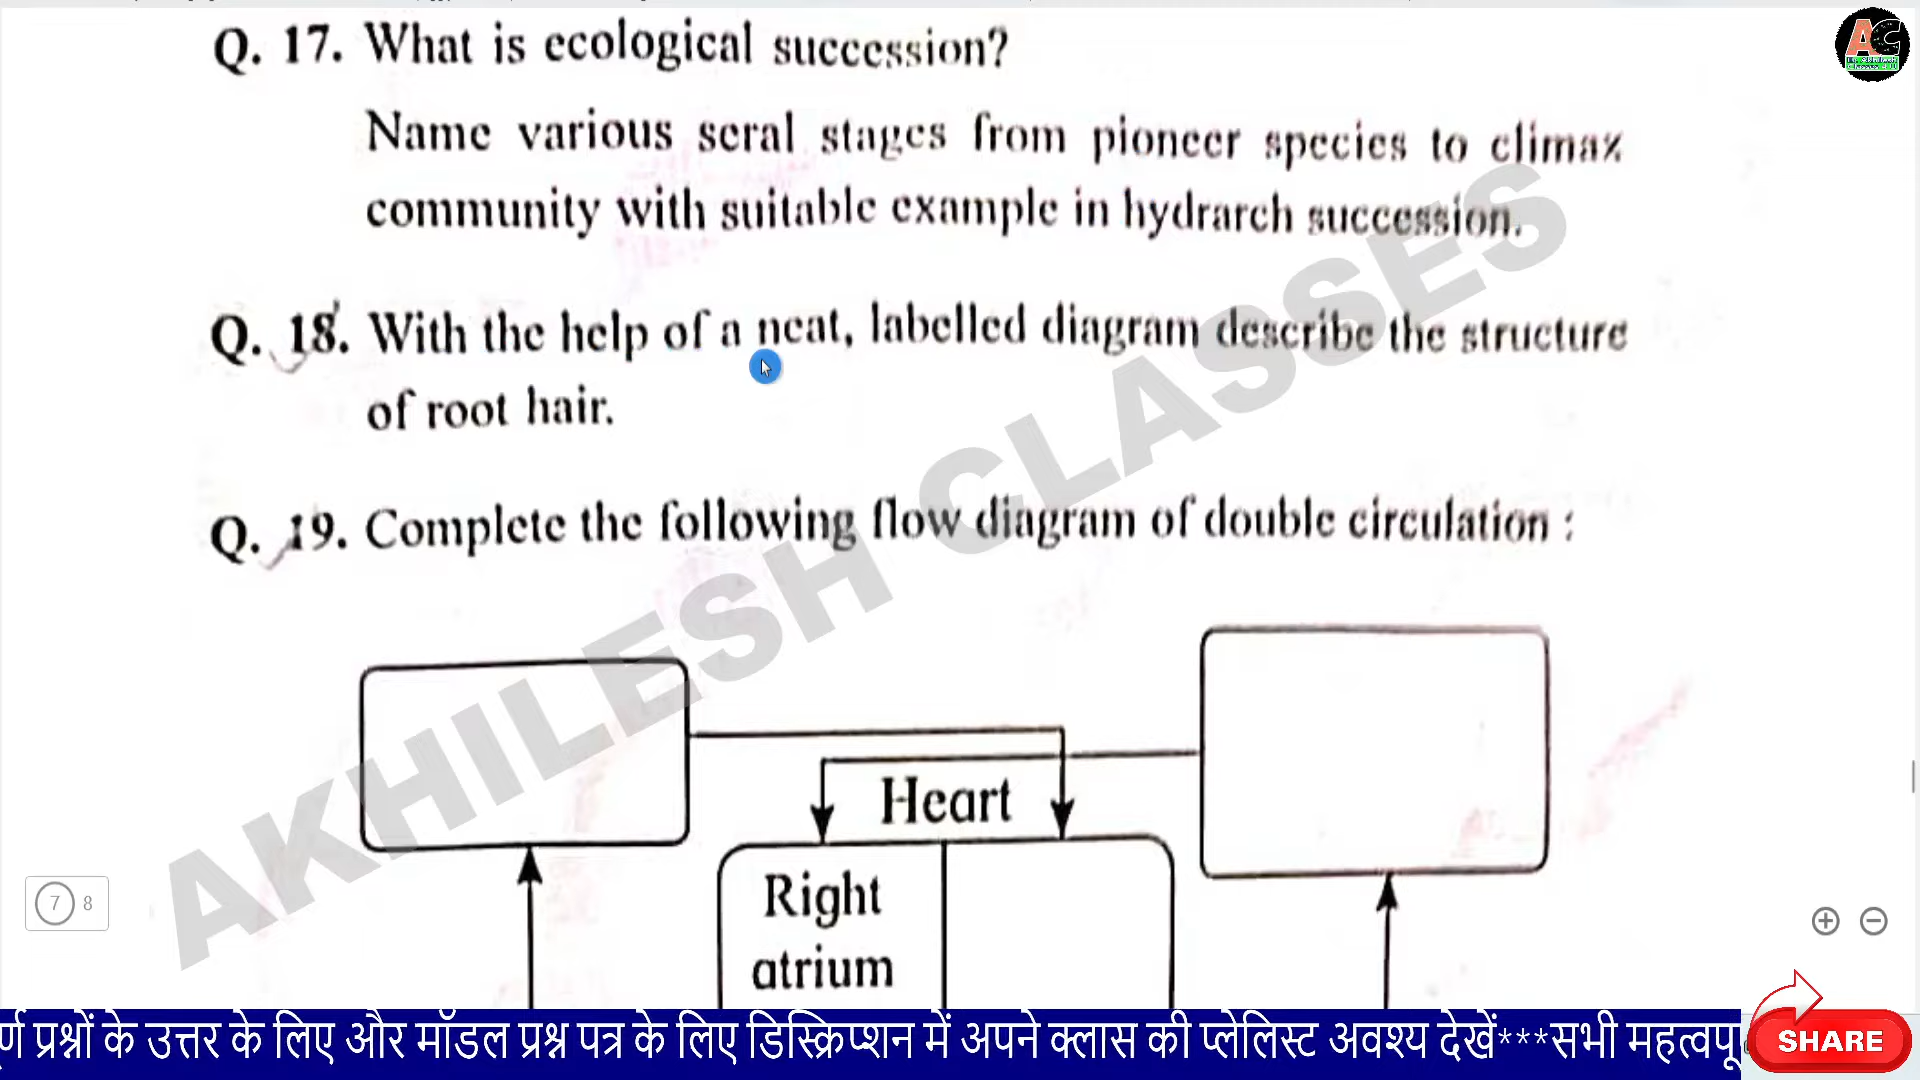 Q. 17. What is ecological succession?
Name various seral stages from pioneer species to climax
community with suitable example in hydrarch succession.
Q. 18. With the help of a neat, labelled diagram describe the structure
of root hair.
Q. 19. Complete the following flow diagram of double circulation :
Heart
Right
atrium
AKHILESH CLASSES
7 8
र्ण प्रश्नों के उत्तर के लिए और मॉडल प्रश्न पत्र के लिए डिस्क्रिप्शन में अपने क्लास की प्लेलिस्ट अवश्य देखें***सभी महत्वपू
SHARE
AC